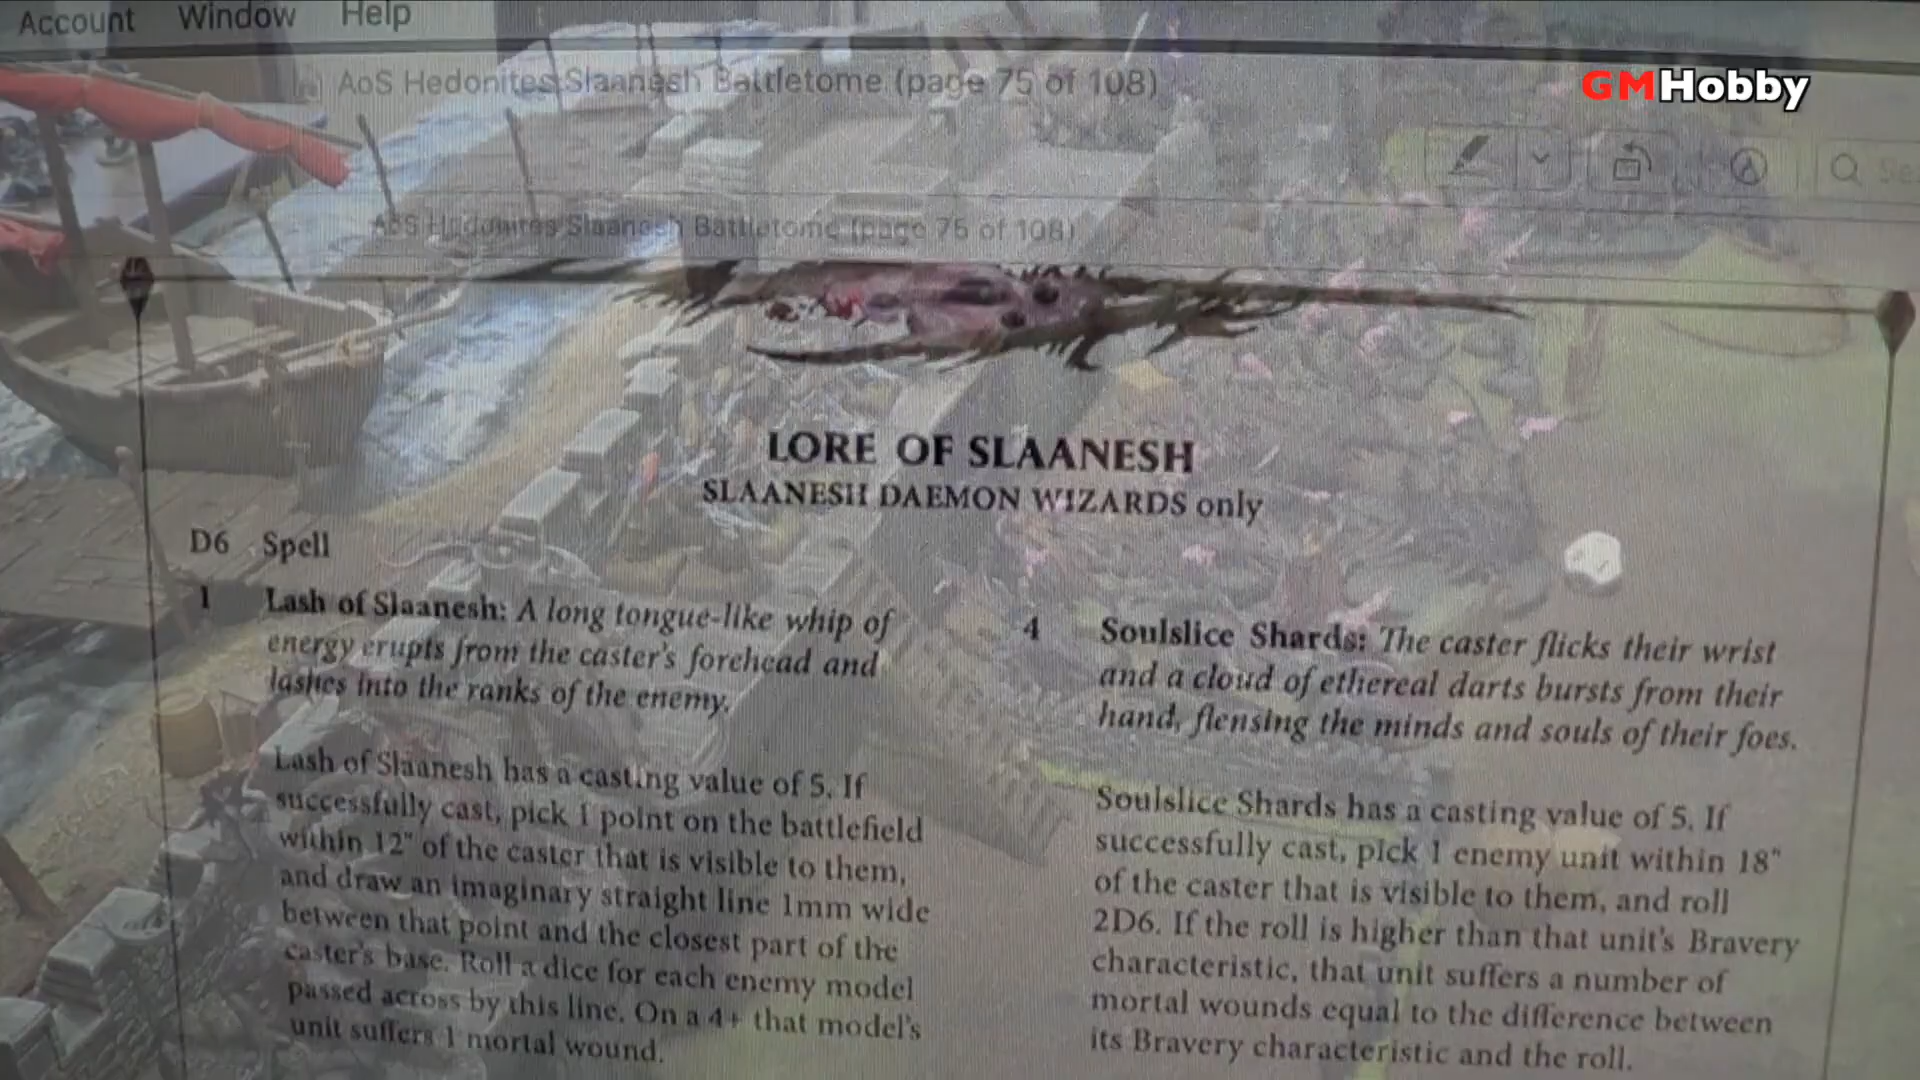 Account Window Help
AoS Hedonites Slaanesh Battletome (page 75 of 108)
GMHobby
AoS Hedonites Slaanesh Battletome (page 75 of 108)
LORE OF SLAANESH
SLAANESH DAEMON WIZARDS only
D6 Spell
1 Lash of Slaanesh: A long tongue-like whip of
energy erupts from the caster's forehead and
lashes into the ranks of the enemy.
Lash of Slaanesh has a casting value of 5. If
successfully cast, pick 1 point on the battlefield
within 12" of the caster that is visible to them,
and draw an imaginary straight line 1mm wide
between that point and the closest part of the
caster's base. Roll a dice for each enemy model
passed across by this line. On a 4+ that model's
unit suffers 1 mortal wound.
4 Soulslice Shards: The caster flicks their wrist
and a cloud of ethereal darts bursts from their
hand, flensing the minds and souls of their foes.
Soulslice Shards has a casting value of 5. If
successfully cast, pick 1 enemy unit within 18"
of the caster that is visible to them, and roll
2D6. If the roll is higher than that unit's Bravery
characteristic, that unit suffers a number of
mortal wounds equal to the difference between
its Bravery characteristic and the roll.